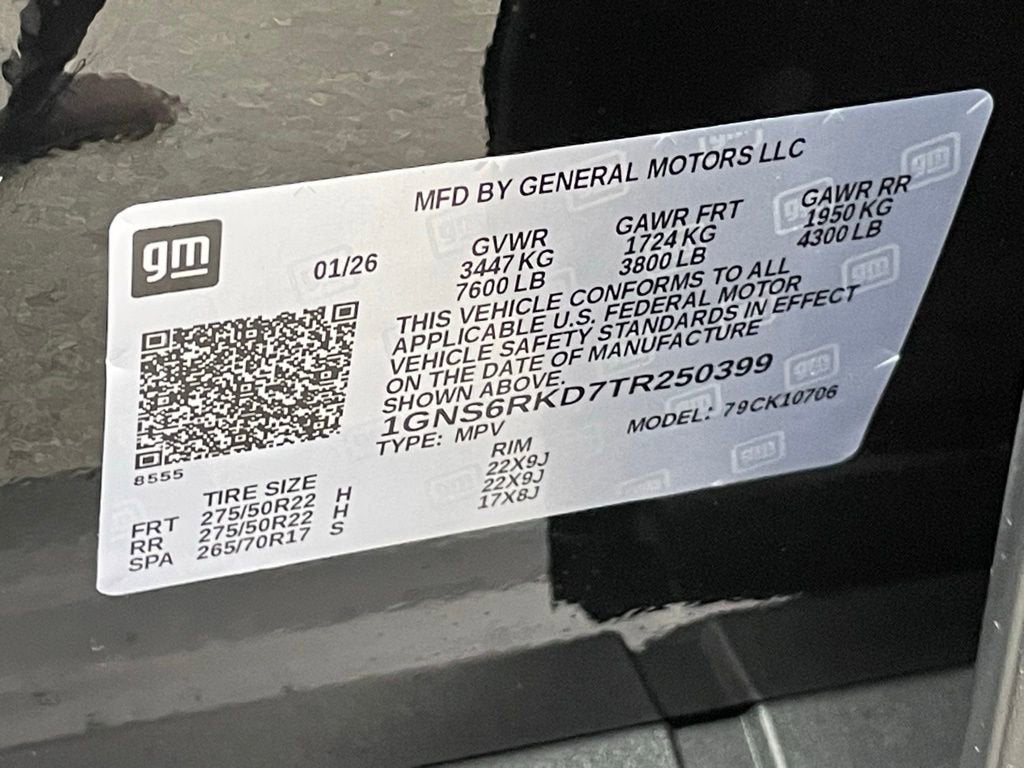 MFD BY GENERAL MOTORS LLC
gm
01/26
GVWR GAWR FRT GAWR RR
3447 KG 1724 KG 1950 KG
7600 LB 3800 LB 4300 LB
THIS VEHICLE CONFORMS TO ALL
APPLICABLE U.S. FEDERAL MOTOR
VEHICLE SAFETY STANDARDS IN EFFECT
ON THE DATE OF MANUFACTURE
SHOWN ABOVE.
1GNS6RKD7TR250399
TYPE: MPV MODEL: 79CK10706
8555
TIRE SIZE RIM
FRT 275/50R22 H 22X9J
RR 275/50R22 H 22X9J
SPA 265/70R17 S 17X8J